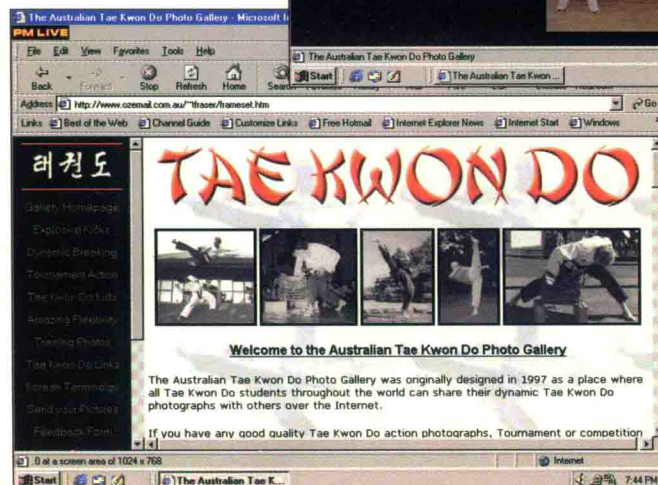 The Australian Tae Kwon Do Photo Gallery - Microsoft I
PM LIVE
File Edit View Favorites Tools Help
Back Forward Stop Refresh Home Search
The Australian Tae Kwon Do Photo Gallery
Start The Australian Tae Kwon ...
Address http://www.ozemail.com.au/~tfraser/frameset.htm Go
Links Best of the Web Channel Guide Customize Links Free Hotmail Internet Explorer News Internet Start Windows
태권도
Gallery Homepage
Explosive Kicks
Dynamic Breaking
Tournament Action
Tae Kwon Do Kids
Amazing Flexibility
Training Photos
Tae Kwon Do Links
Korean Terminology
Send your Pictures
Feedback Form
TAE KWON DO
Welcome to the Australian Tae Kwon Do Photo Gallery
The Australian Tae Kwon Do Photo Gallery was originally designed in 1997 as a place where
all Tae Kwon Do students throughout the world can share their dynamic Tae Kwon Do
photographs with others over the Internet.
If you have any good quality Tae Kwon Do action photographs, Tournament or competition
.0 at a screen area of 1024 x 768 Internet
Start The Australian Tae K... 7:44 PM